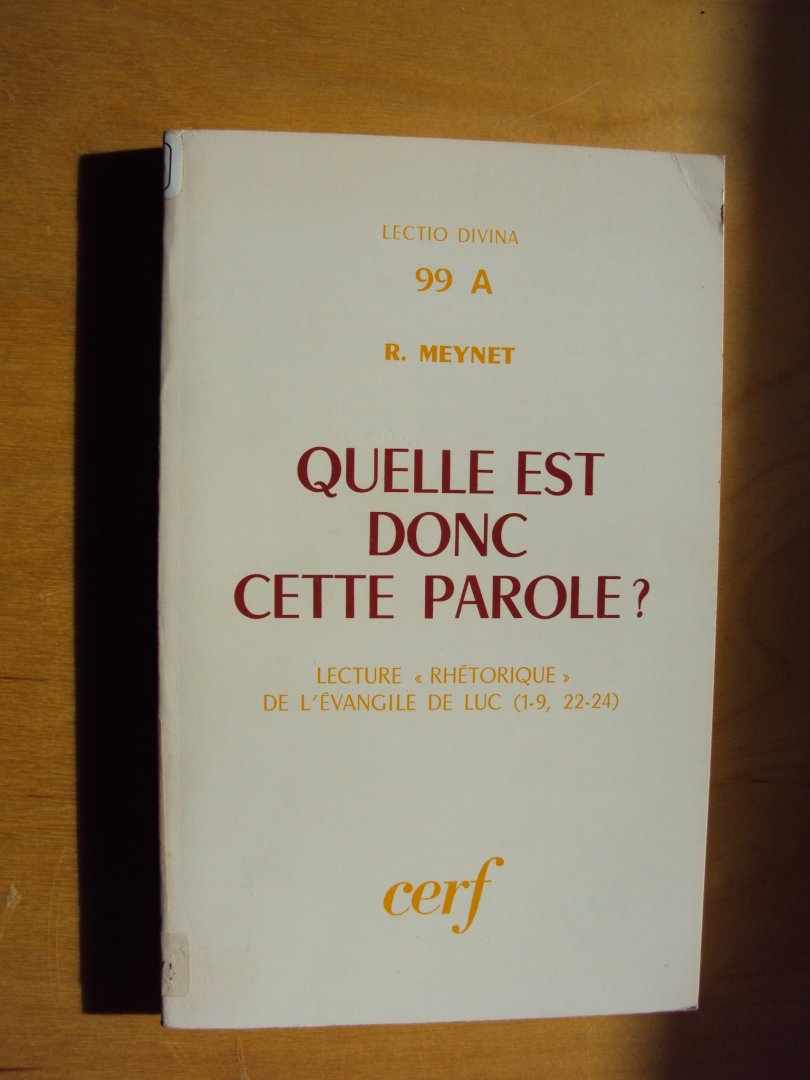 LECTIO DIVINA
99 A
R. MEYNET
QUELLE EST
DONC
CETTE PAROLE ?
LECTURE « RHÉTORIQUE »
DE L'ÉVANGILE DE LUC (1-9, 22-24)
cerf